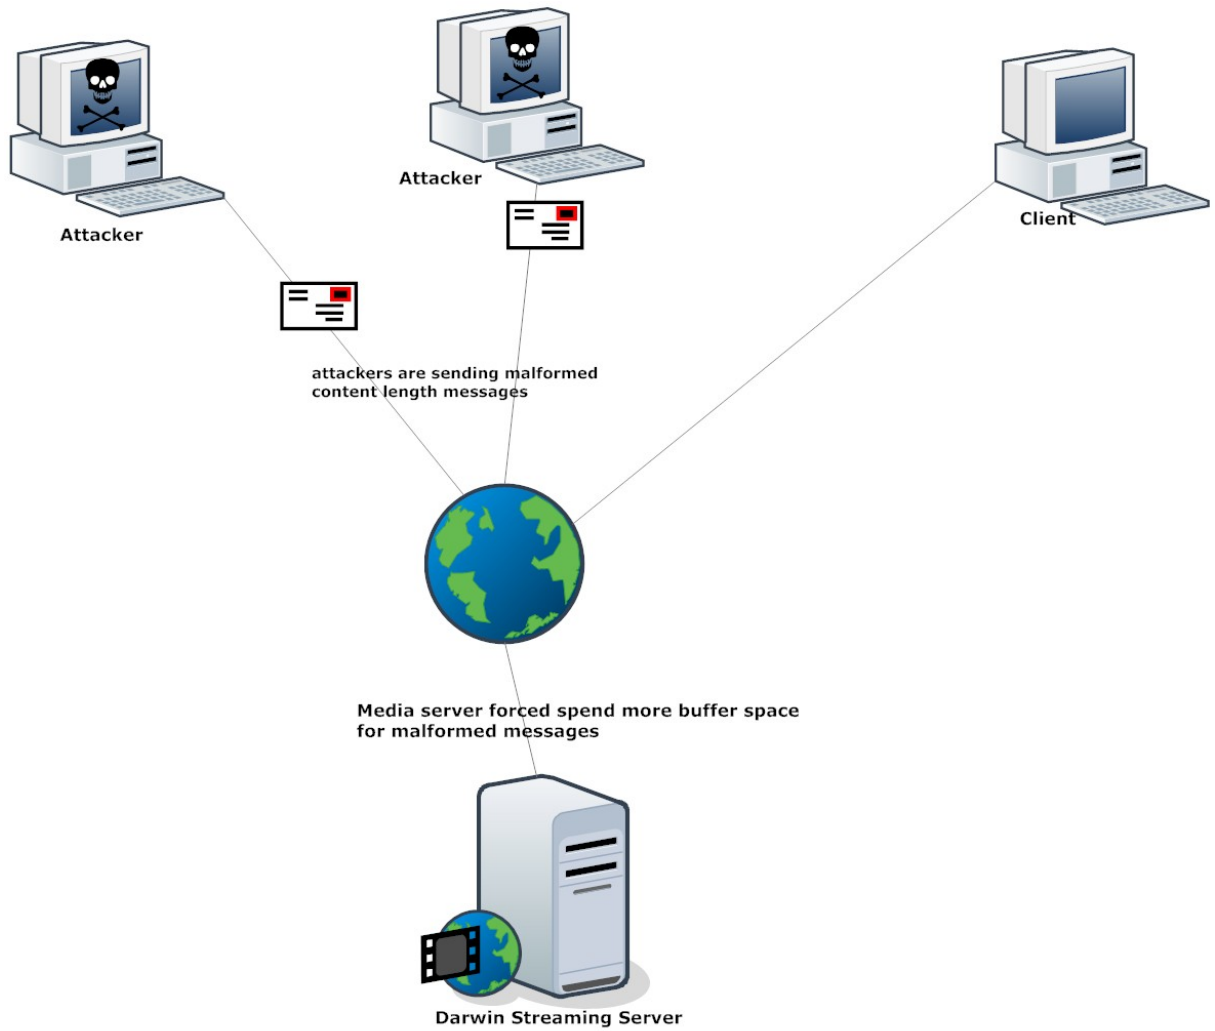 Attacker
Attacker
Client
attackers are sending malformed
content length messages
Media server forced spend more buffer space
for malformed messages
Darwin Streaming Server